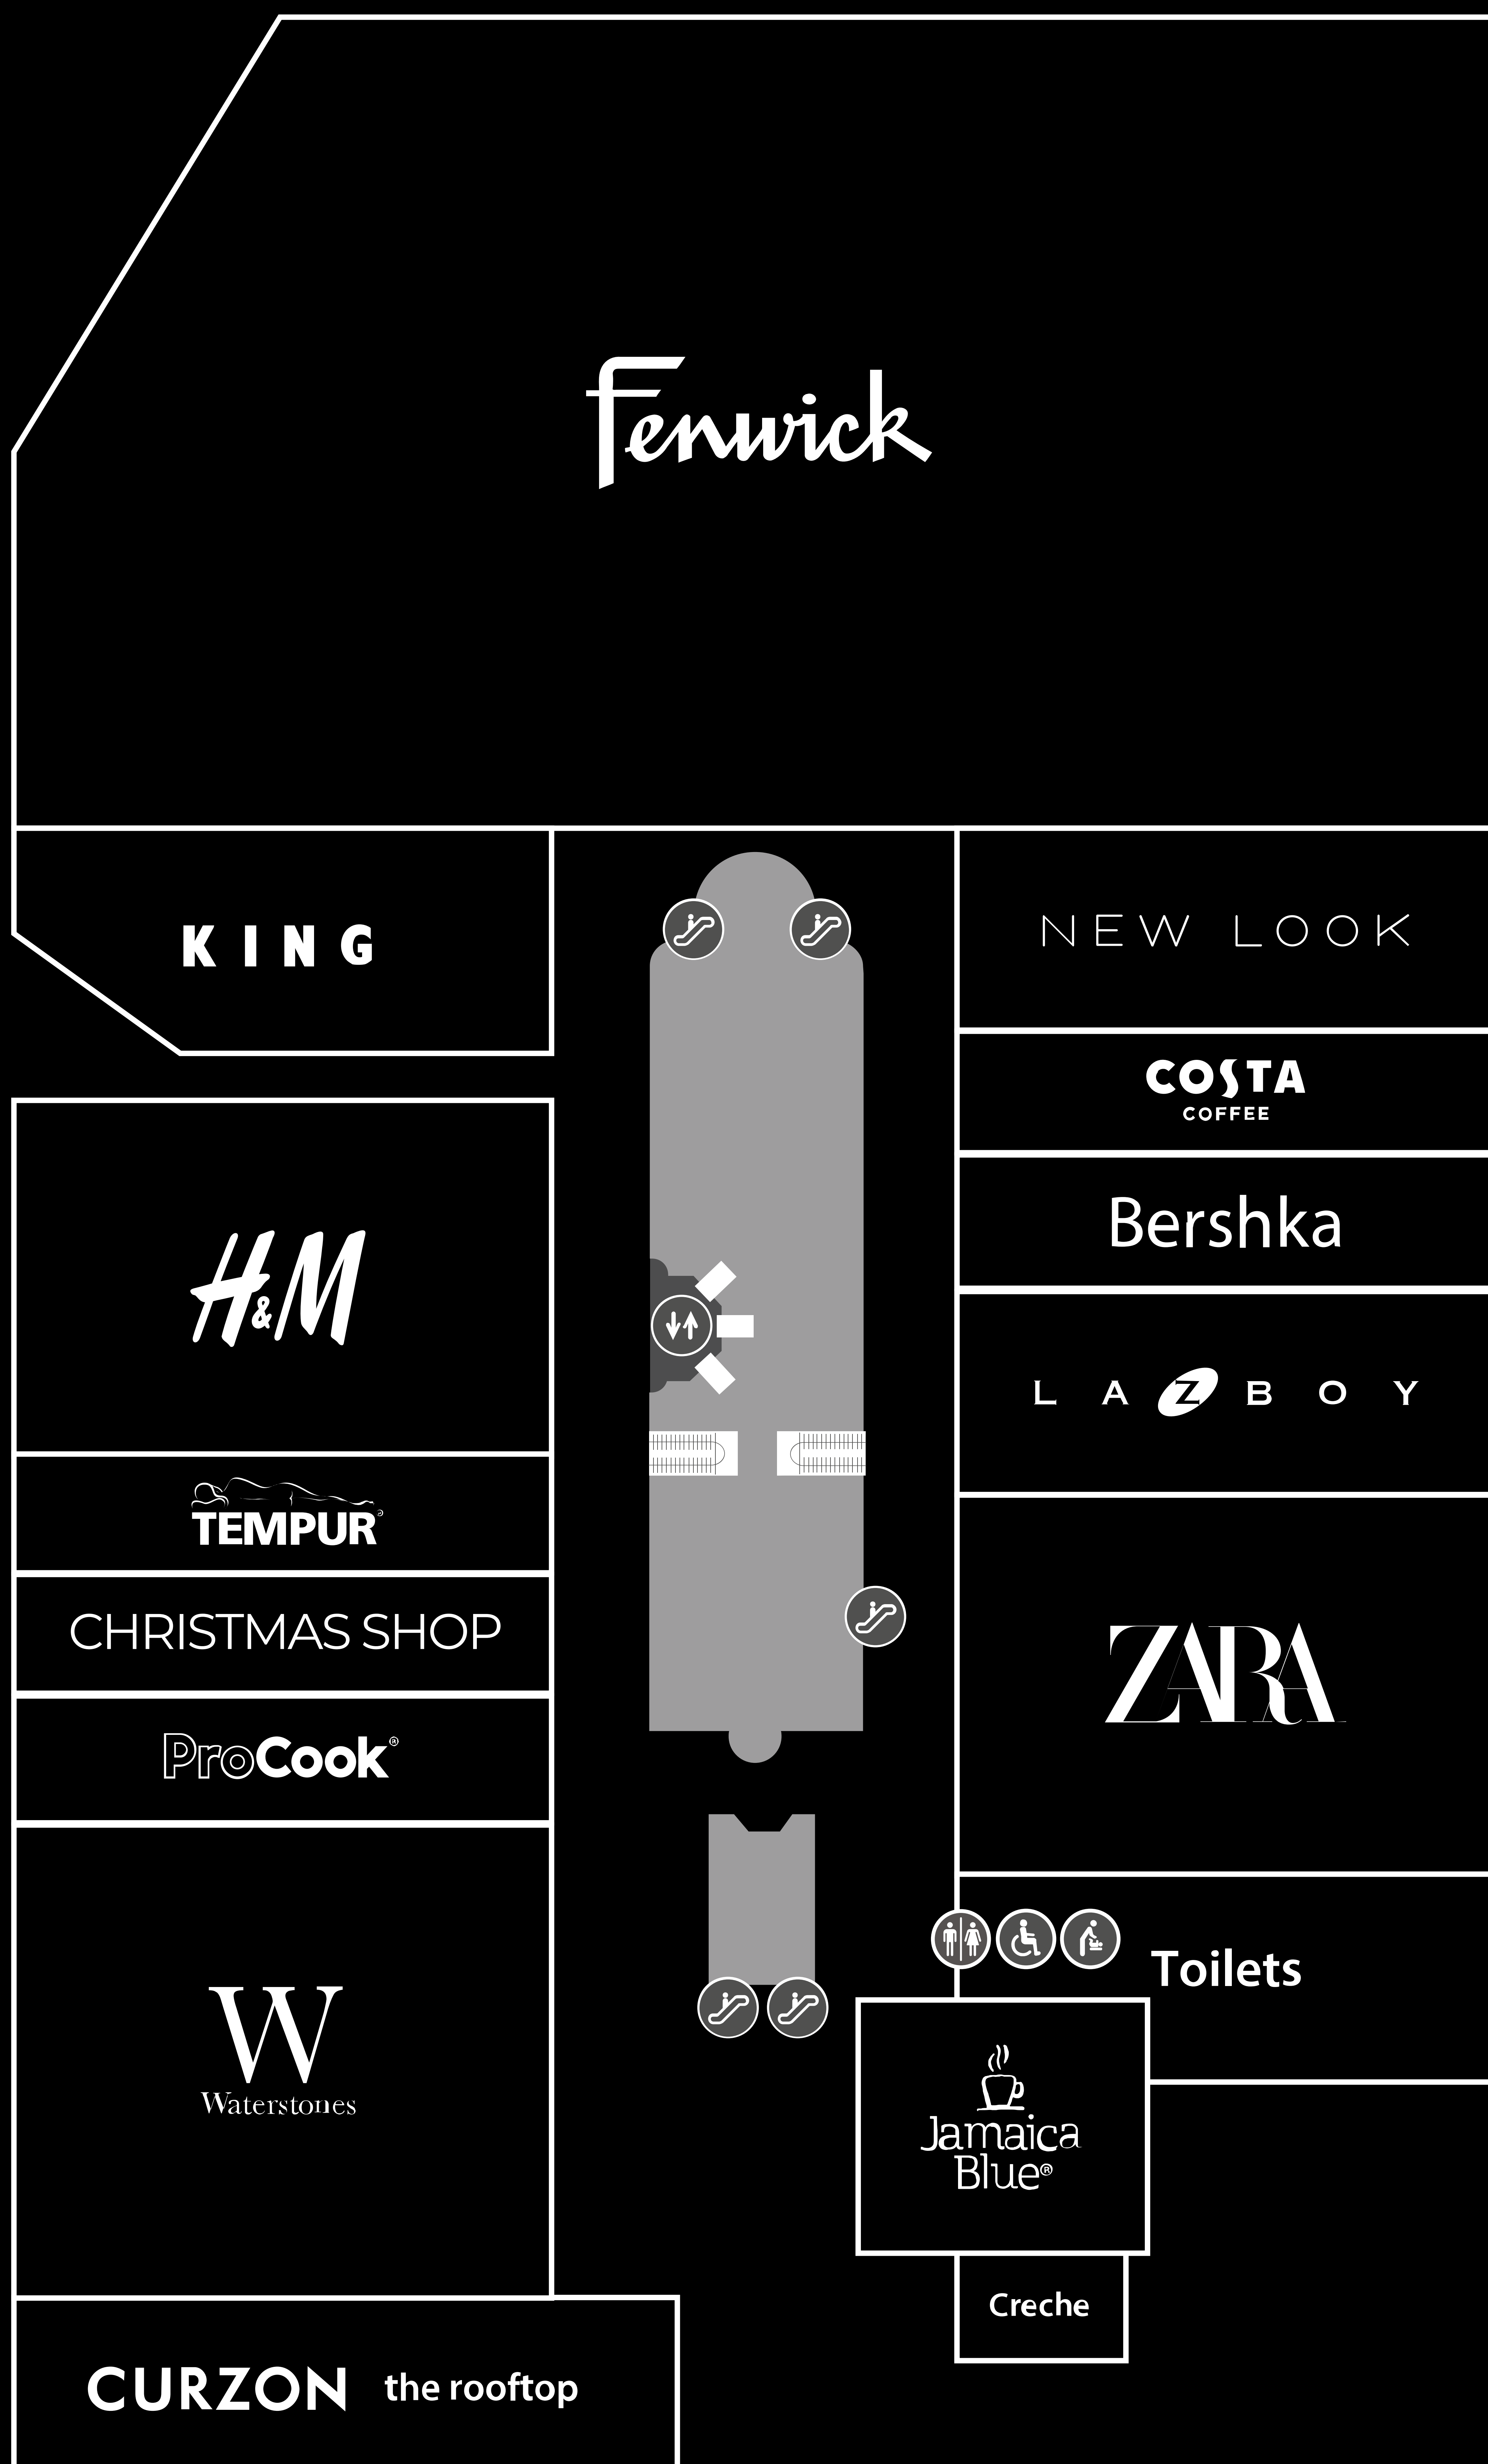 Fenwick
KING
NEW LOOK
COSTA
COFFEE
Bershka
H&M
LAZBOY
TEMPUR®
CHRISTMAS SHOP
ZARA
ProCook®
Toilets
W
Waterstones
Jamaica
Blue®
Creche
CURZON the rooftop